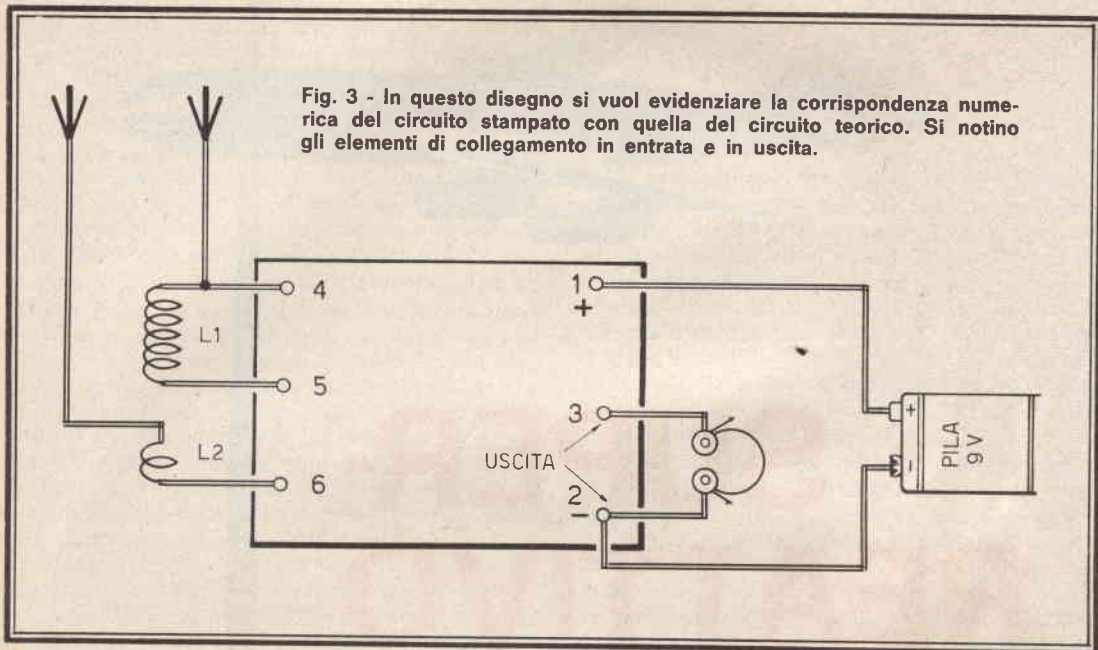 Fig. 3 - In questo disegno si vuol evidenziare la corrispondenza nume-
rica del circuito stampato con quella del circuito teorico. Si notino
gli elementi di collegamento in entrata e in uscita.
4
1
+
L1
5
3
+
PILA
9 V
-
L2
USCITA
6
2
-